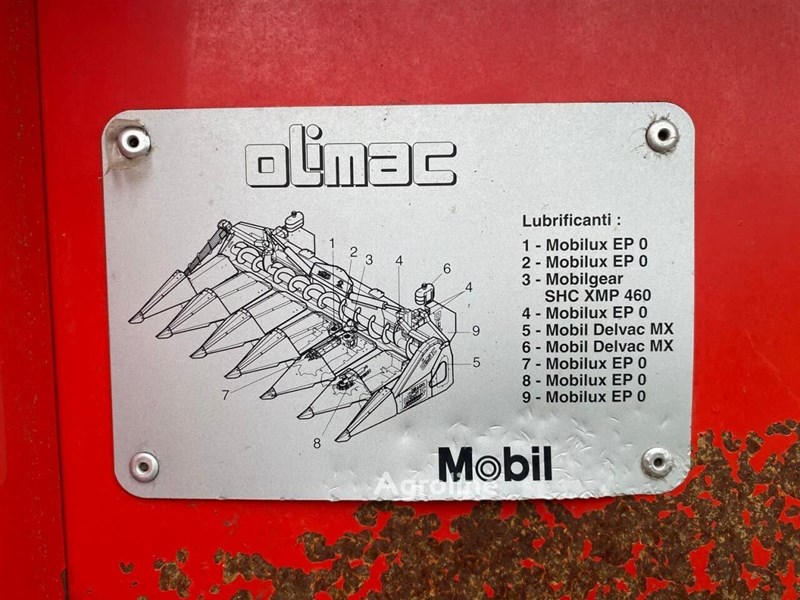 olimac
Lubrificanti :
1 - Mobilux EP 0
2 - Mobilux EP 0
3 - Mobilgear
SHC XMP 460
4 - Mobilux EP 0
5 - Mobil Delvac MX
6 - Mobil Delvac MX
7 - Mobilux EP 0
8 - Mobilux EP 0
9 - Mobilux EP 0
1
2
3
4
6
4
9
5
7
8
Mobil
Agroline